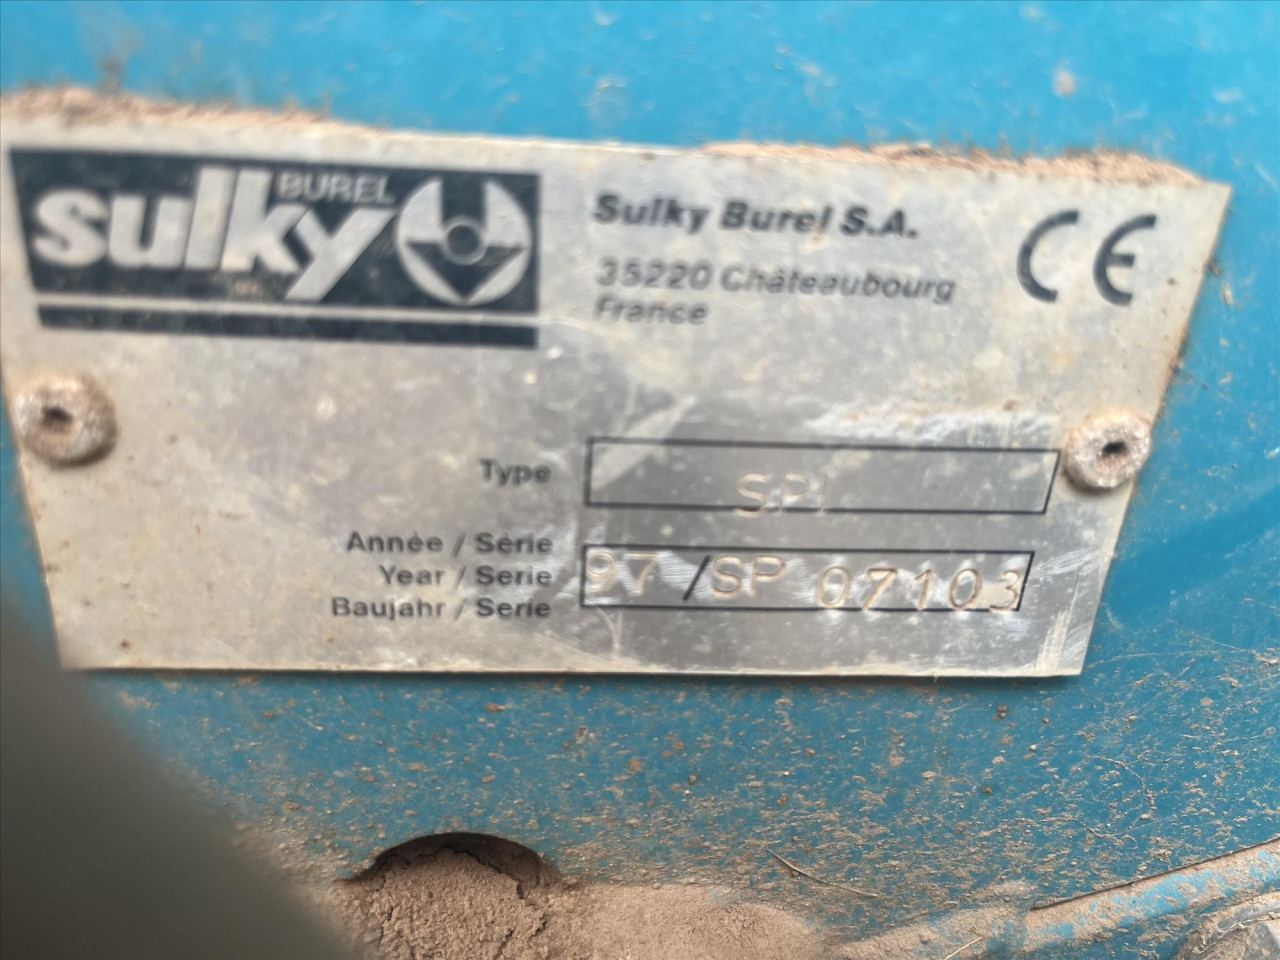 sulky BUREL
Sulky Burel S.A.
35220 Châteaubourg
France
CE
Type SPI
Année / Série
Year / Serie 97 / SP 07103
Baujahr / Serie